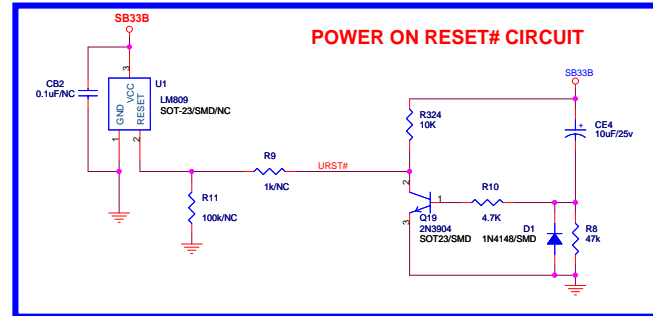 SB33B
POWER ON RESET# CIRCUIT
SB33B
CB2
0.1uF/NC
3
U1
GND
VCC
RESET
LM809
SOT-23/SMD/NC
1
2
R324
10K
CE4
+
10uF/25v
R9
URST#
1k/NC
R11
100k/NC
2
1
3
R10
4.7K
Q19
2N3904
SOT23/SMD
D1
1N4148/SMD
R8
47k